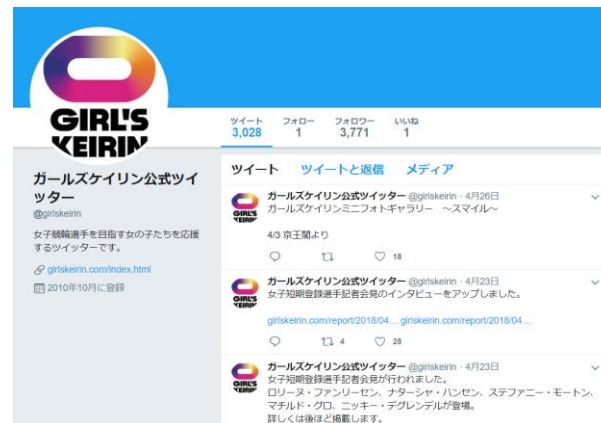 GIRL'S
KEIRIN
ツイート フォロー フォロワー いいね
3,028 1 3,771 1
ガールズケイリン公式ツイ
ッター
@girlskeirin
女子競輪選手を目指す女の子たちを応援
するツイッターです。
girlskeirin.com/index.html
2010年10月に登録
ツイート ツイートと返信 メディア
GIRL'S
KEIRIN
ガールズケイリン公式ツイッター @girlskeirin · 4月26日
ガールズケイリンミニフォトギャラリー ～スマイル～
4/3 京王閣より
18
GIRL'S
KEIRIN
ガールズケイリン公式ツイッター @girlskeirin · 4月23日
女子短期登録選手記者会見のインタビューをアップしました。
girlskeirin.com/report/2018/04... girlskeirin.com/report/2018/04...
4 28
GIRL'S
KEIRIN
ガールズケイリン公式ツイッター @girlskeirin · 4月23日
女子短期登録選手記者会見が行われました。
ロリーヌ・ファンリーセン、ナターシャ・ハンセン、ステファニー・モートン、
マチルド・グロ、ニッキー・デグレンデルが登場。
詳しくは後ほど掲載します。